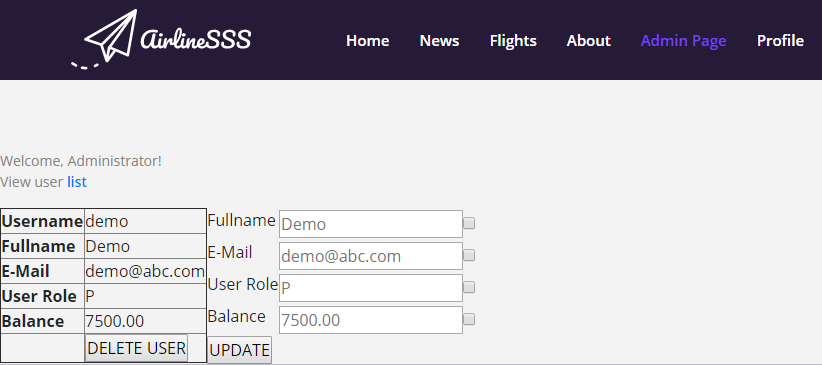 AirlineSSS
Home News Flights About Admin Page Profile
Welcome, Administrator!
View user list
Username demo
Fullname Demo
E-Mail demo@abc.com
User Role P
Balance 7500.00
DELETE USER
Fullname Demo
E-Mail demo@abc.com
User Role P
Balance 7500.00
UPDATE